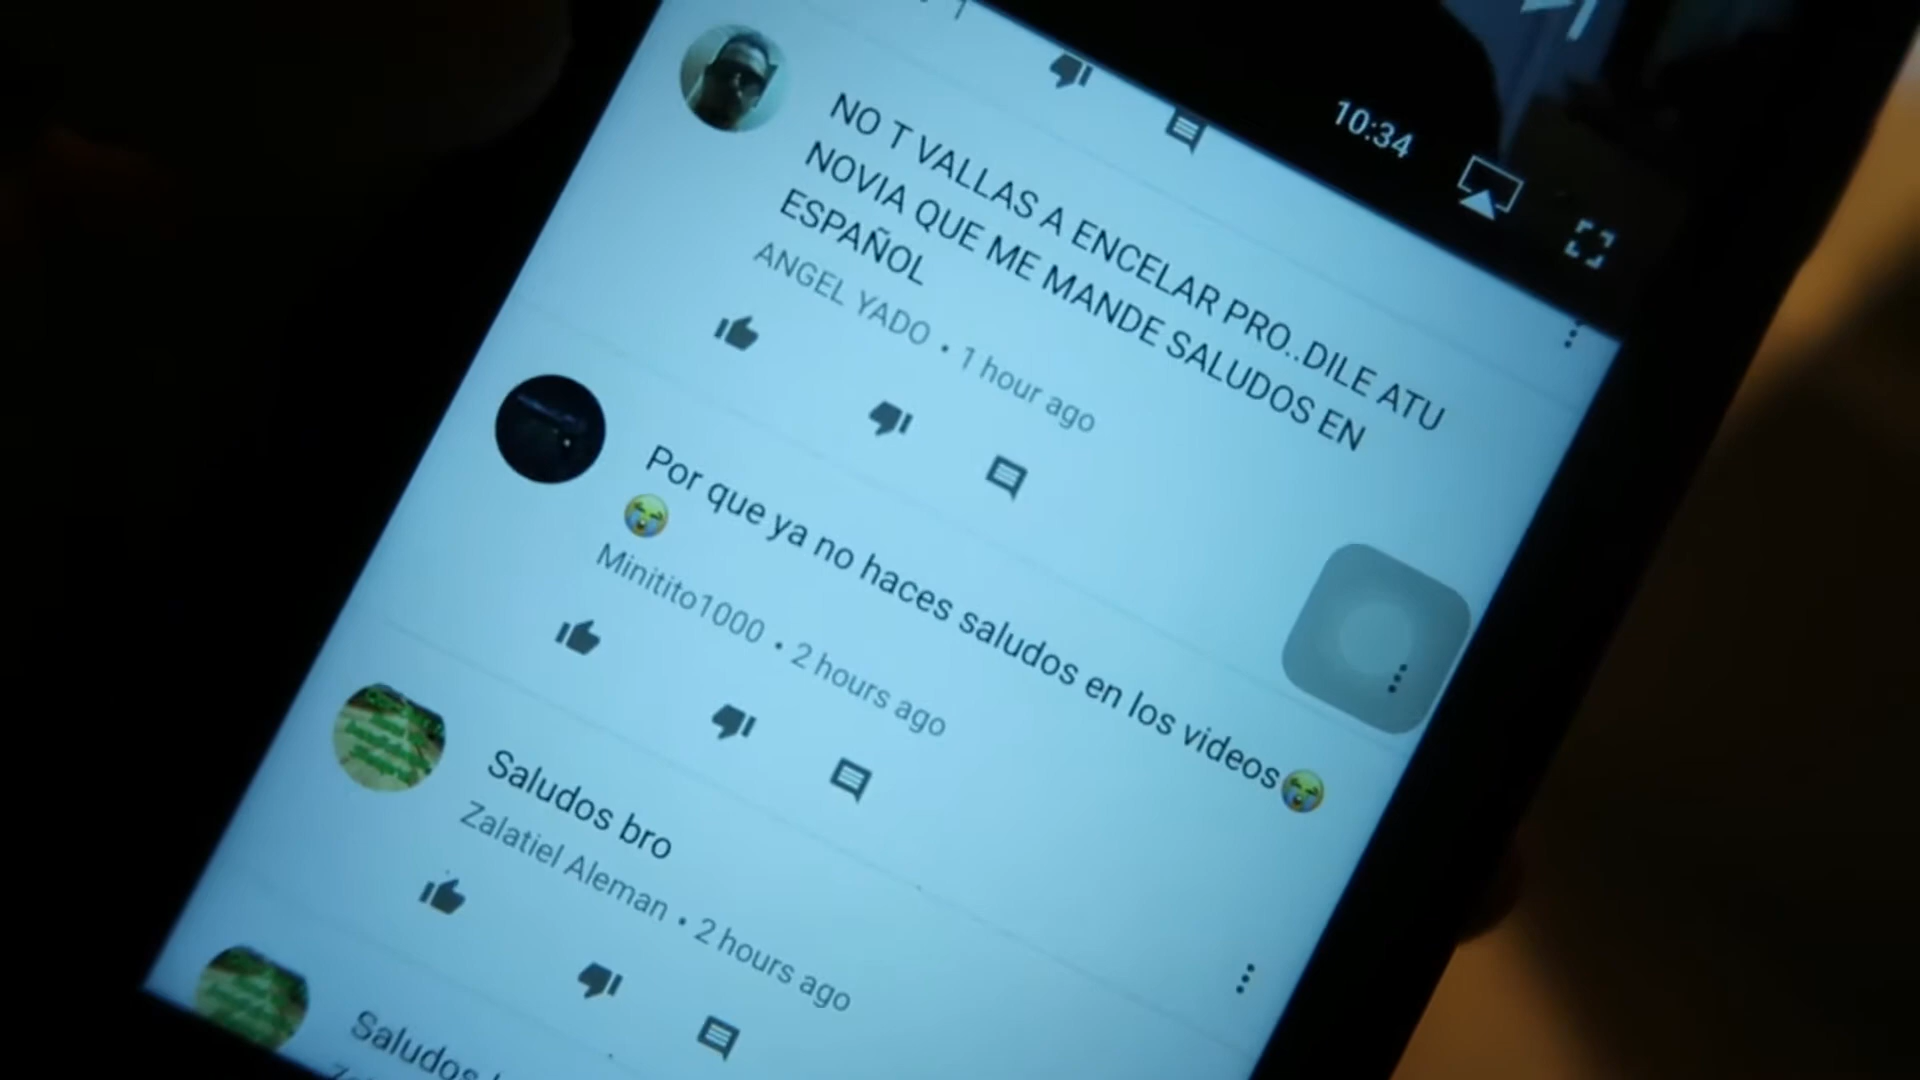 10:34
NO T VALLAS A ENCELAR PRO..DILE ATU
NOVIA QUE ME MANDE SALUDOS EN
ESPAÑOL
ANGEL YADO • 1 hour ago
Por que ya no haces saludos en los videos😭
😭
Minitito1000 • 2 hours ago
Saludos bro
Zalatiel Aleman • 2 hours ago
Saludos